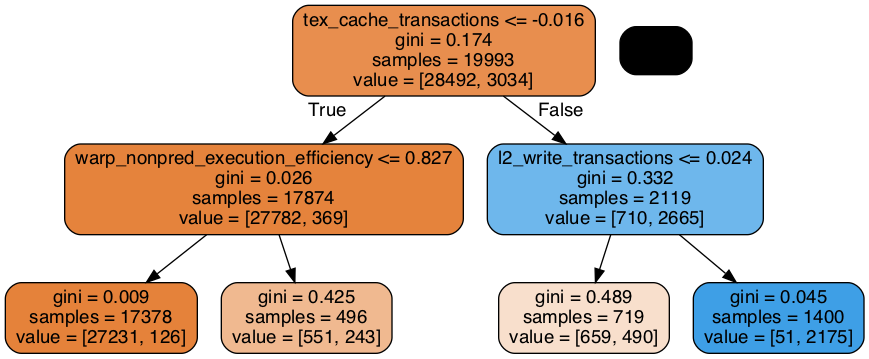 tex_cache_transactions <= -0.016
gini = 0.174
samples = 19993
value = [28492, 3034]
True
False
warp_nonpred_execution_efficiency <= 0.827
gini = 0.026
samples = 17874
value = [27782, 369]
l2_write_transactions <= 0.024
gini = 0.332
samples = 2119
value = [710, 2665]
gini = 0.009
samples = 17378
value = [27231, 126]
gini = 0.425
samples = 496
value = [551, 243]
gini = 0.489
samples = 719
value = [659, 490]
gini = 0.045
samples = 1400
value = [51, 2175]